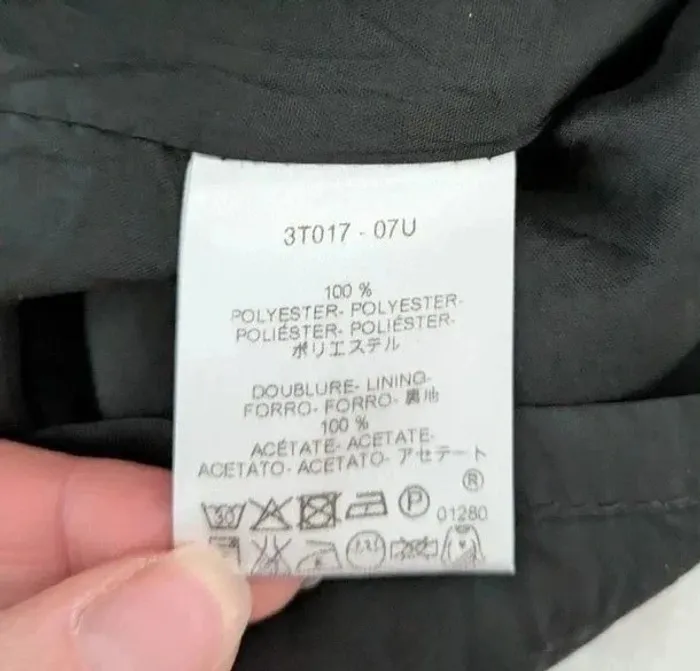 3T017 - 07U
100 %
POLYESTER- POLYESTER-
POLIÉSTER- POLIÉSTER-
ポリエステル
DOUBLURE- LINING-
FORRO- FORRO- 裏地
100 %
ACÉTATE- ACETATE-
ACETATO- ACETATO- アセテート
®
30 P 01280